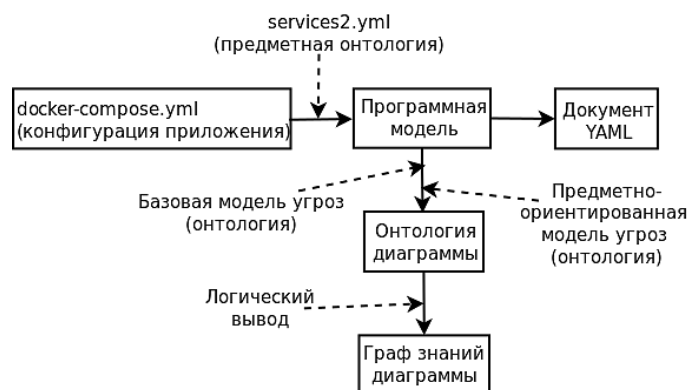 services2.yml
(предметная онтология)
docker-compose.yml
(конфигурация приложения)
Программная
модель
Документ
YAML
Базовая модель угроз
(онтология)
Предметно-
ориентированная
модель угроз
(онтология)
Онтология
диаграммы
Логический
вывод
Граф знаний
диаграммы